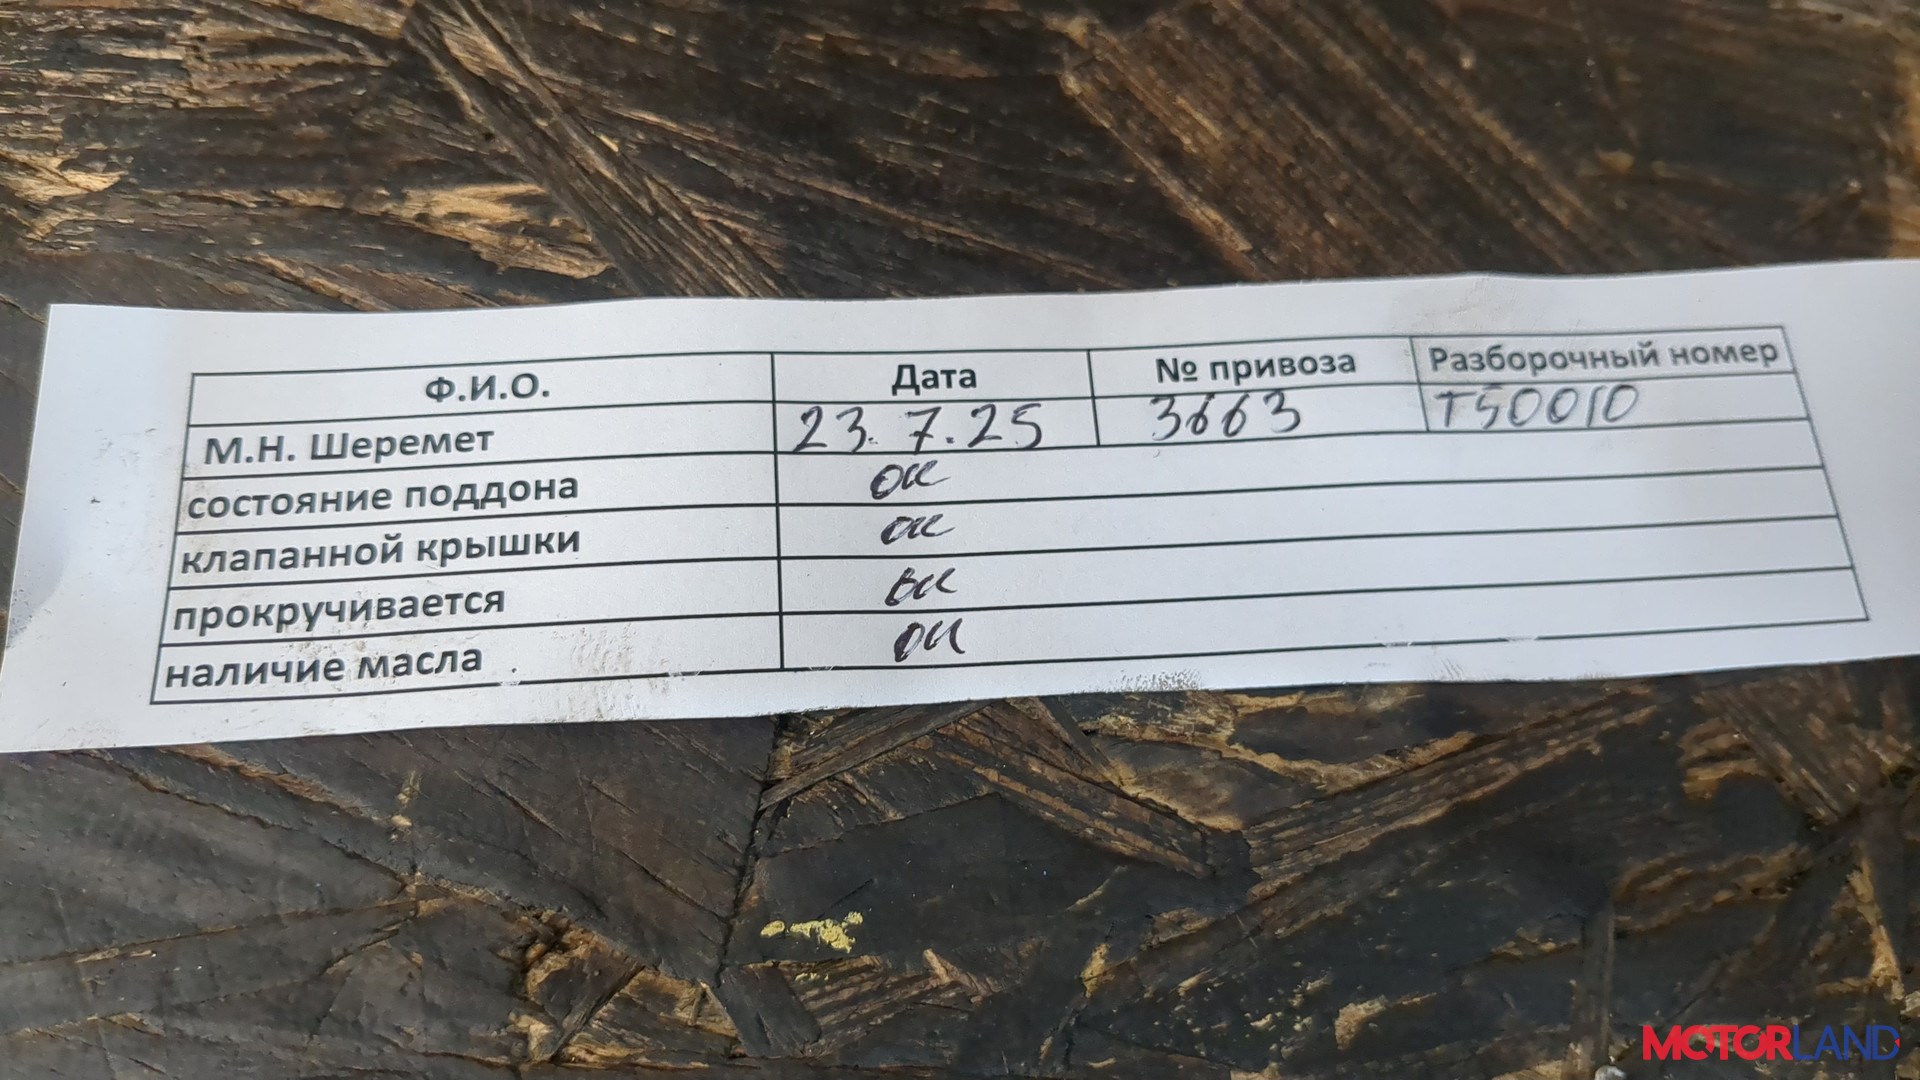 Ф.И.О. Дата № привоза Разборочный номер
М.Н. Шеремет 23.7.25 3663 T50010
состояние поддона ок
клапанной крышки ок
прокручивается ок
наличие масла ок
MOTORLAND